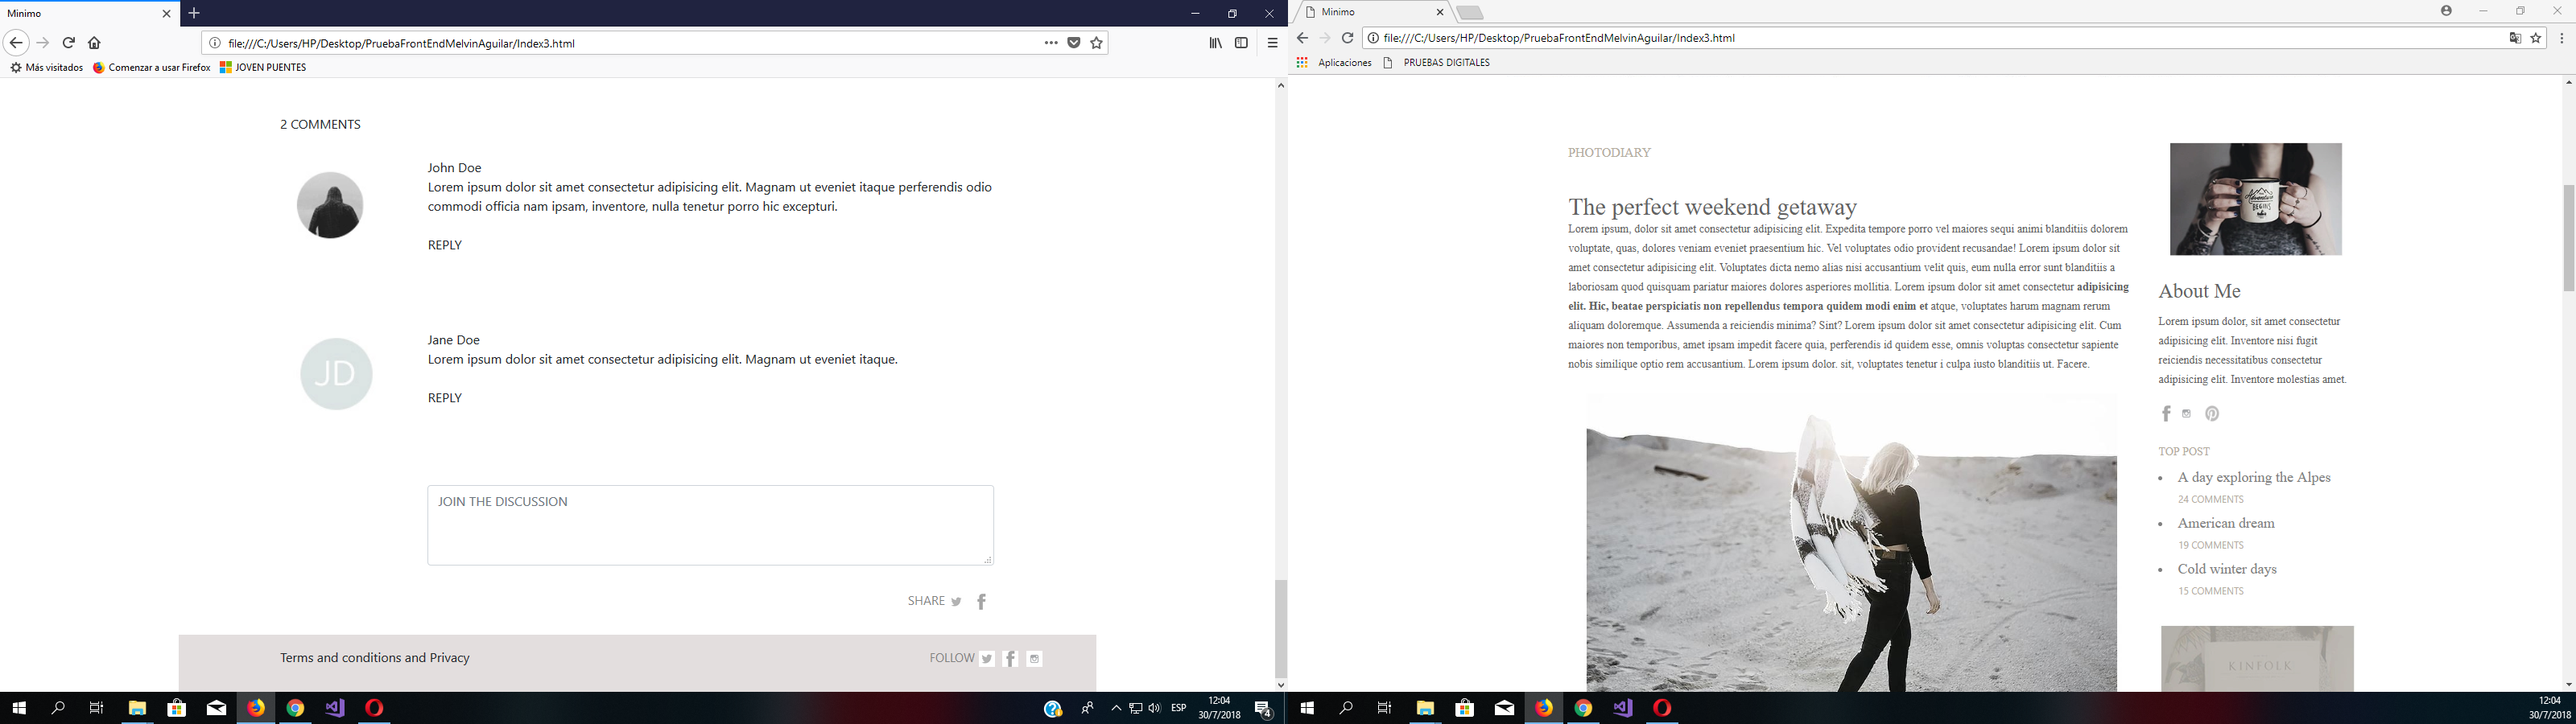 Minimo
file:///C:/Users/HP/Desktop/PruebaFrontEndMelvinAguilar/Index3.html
Más visitados
Comenzar a usar Firefox
JOVEN PUENTES
2 COMMENTS
John Doe
Lorem ipsum dolor sit amet consectetur adipisicing elit. Magnam ut eveniet itaque perferendis odio
commodi officia nam ipsam, inventore, nulla tenetur porro hic excepturi.
REPLY
JD
Jane Doe
Lorem ipsum dolor sit amet consectetur adipisicing elit. Magnam ut eveniet itaque.
REPLY
JOIN THE DISCUSSION
SHARE
Terms and conditions and Privacy
FOLLOW
ESP
12:04
30/7/2018
4
Minimo
file:///C:/Users/HP/Desktop/PruebaFrontEndMelvinAguilar/Index3.html
Aplicaciones
PRUEBAS DIGITALES
PHOTODIARY
The perfect weekend getaway
Lorem ipsum, dolor sit amet consectetur adipisicing elit. Expedita tempore porro vel maiores sequi animi blanditiis dolorem
voluptate, quas, dolores veniam eveniet praesentium hic. Vel voluptates odio provident recusandae! Lorem ipsum dolor sit
amet consectetur adipisicing elit. Voluptates dicta nemo alias nisi accusantium velit quis, eum nulla error sunt blanditiis a
laboriosam quod quisquam pariatur maiores dolores asperiores mollitia. Lorem ipsum dolor sit amet consectetur adipisicing
elit. Hic, beatae perspiciatis non repellendus tempora quidem modi enim et atque, voluptates harum magnam rerum
aliquam doloremque. Assumenda a reiciendis minima? Sint? Lorem ipsum dolor sit amet consectetur adipisicing elit. Cum
maiores non temporibus, amet ipsam impedit facere quia, perferendis id quidem esse, omnis voluptas consectetur sapiente
nobis similique optio rem accusantium. Lorem ipsum dolor. sit, voluptates tenetur i culpa iusto blanditiis ut. Facere.
Adventure
BEGINS
About Me
Lorem ipsum dolor, sit amet consectetur
adipisicing elit. Inventore nisi fugit
reiciendis necessitatibus consectetur
adipisicing elit. Inventore molestias amet.
TOP POST
A day exploring the Alpes
24 COMMENTS
American dream
19 COMMENTS
Cold winter days
15 COMMENTS
KINFOLK
12:04
30/7/2018